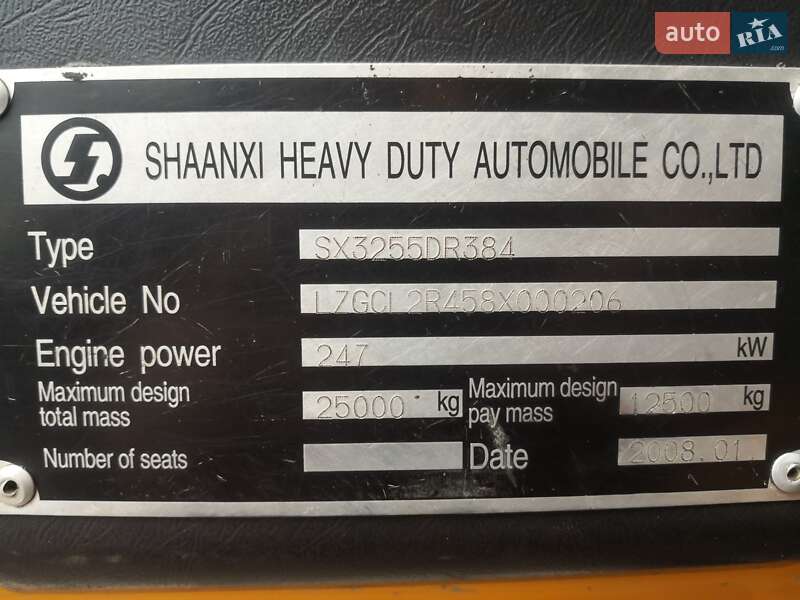 auto RIA.com
SHAANXI HEAVY DUTY AUTOMOBILE CO.,LTD
Type SX3255DR384
Vehicle No LZGCL2R458X000206
Engine power 247 kW
Maximum design total mass 25000 kg Maximum design pay mass 12500 kg
Number of seats Date 2008.01.